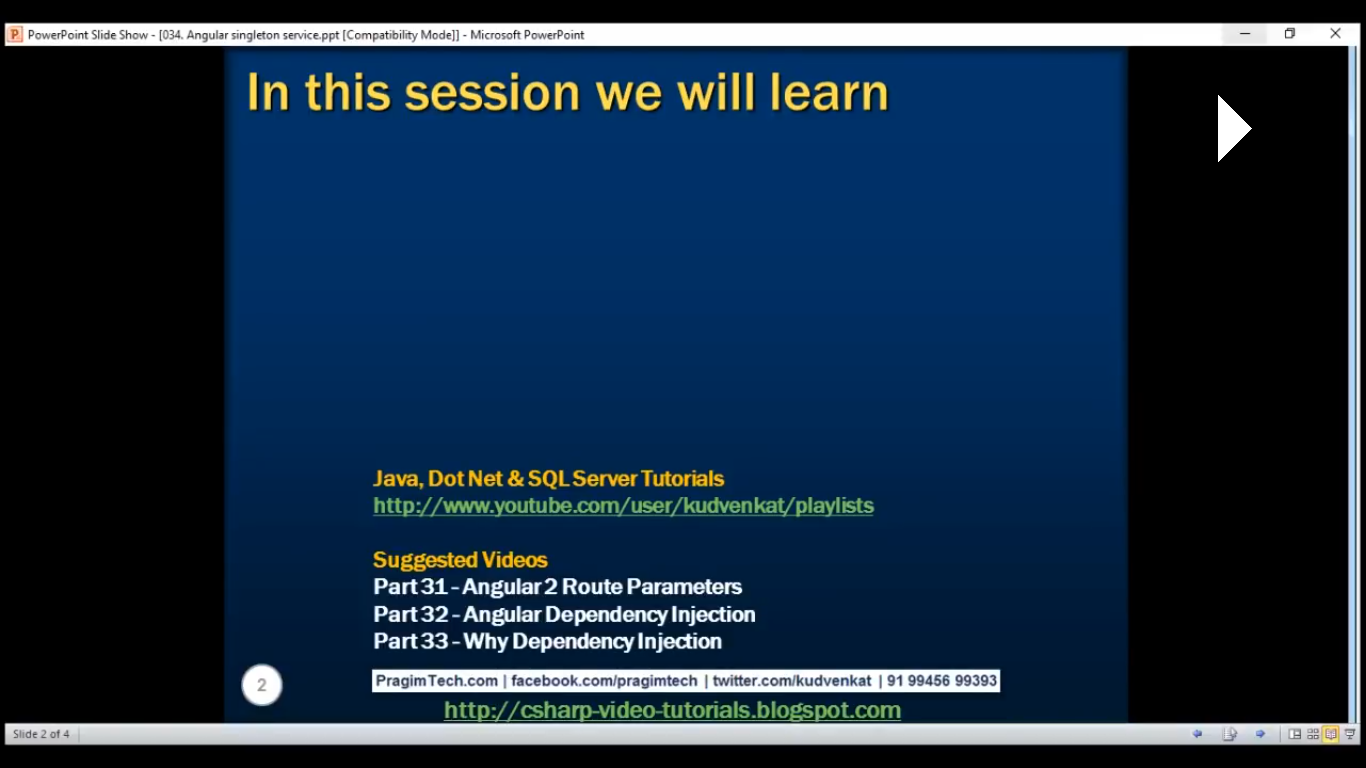 PowerPoint Slide Show - [034. Angular singleton service.ppt [Compatibility Mode]] - Microsoft PowerPoint
In this session we will learn
Java, Dot Net & SQL Server Tutorials
http://www.youtube.com/user/kudvenkat/playlists
Suggested Videos
Part 31 - Angular 2 Route Parameters
Part 32 - Angular Dependency Injection
Part 33 - Why Dependency Injection
2
PragimTech.com | facebook.com/pragimtech | twitter.com/kudvenkat | 91 99456 99393
http://csharp-video-tutorials.blogspot.com
Slide 2 of 4